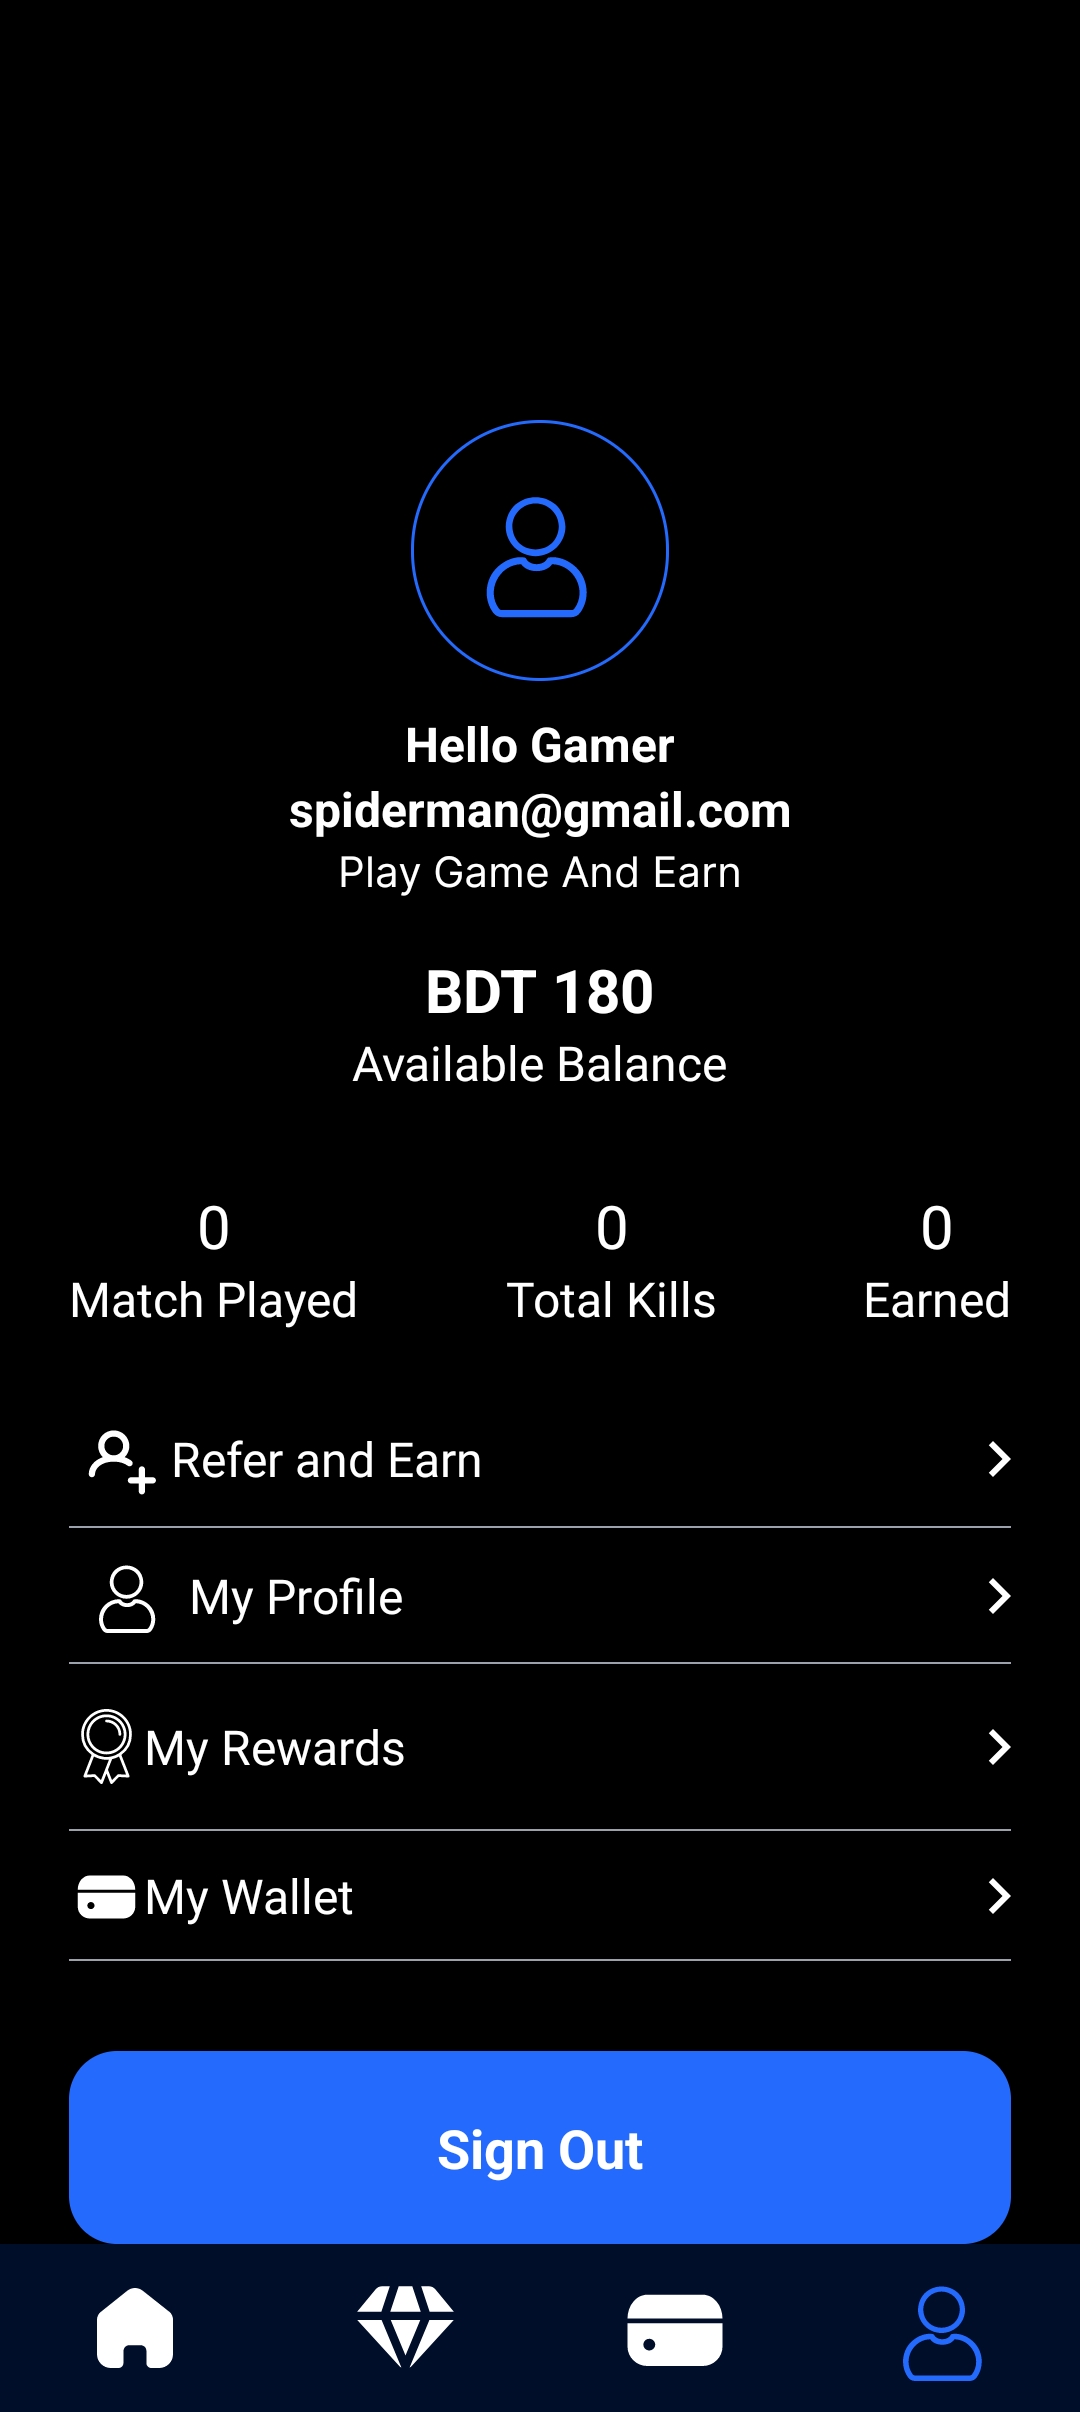 Hello Gamer
spiderman@gmail.com
Play Game And Earn
BDT 180
Available Balance
0
Match Played
0
Total Kills
0
Earned
Refer and Earn
My Profile
My Rewards
My Wallet
Sign Out